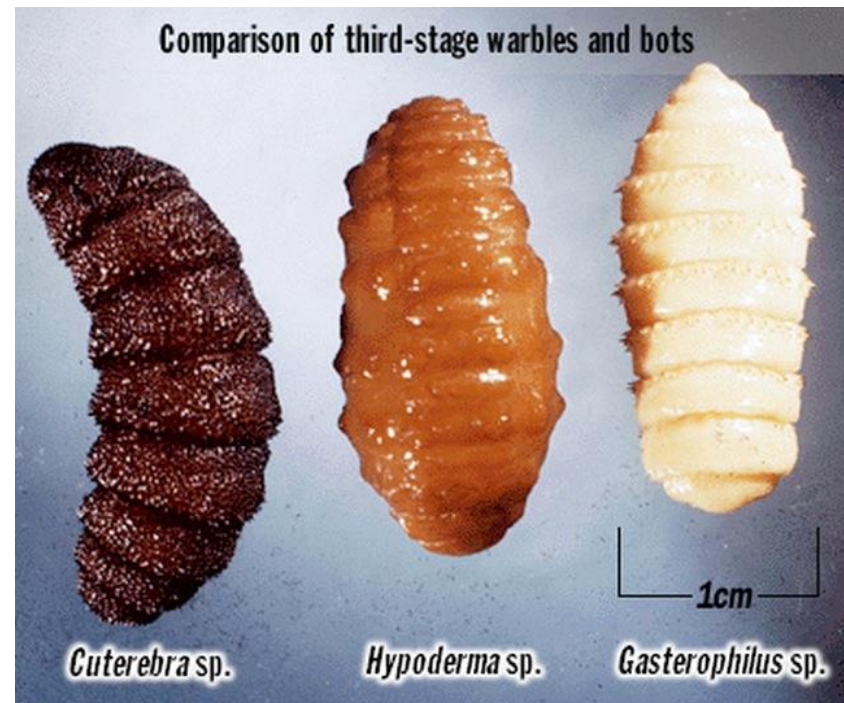 Comparison of third-stage warbles and bots
1cm
Cuterebra sp.
Hypoderma sp.
Gasterophilus sp.